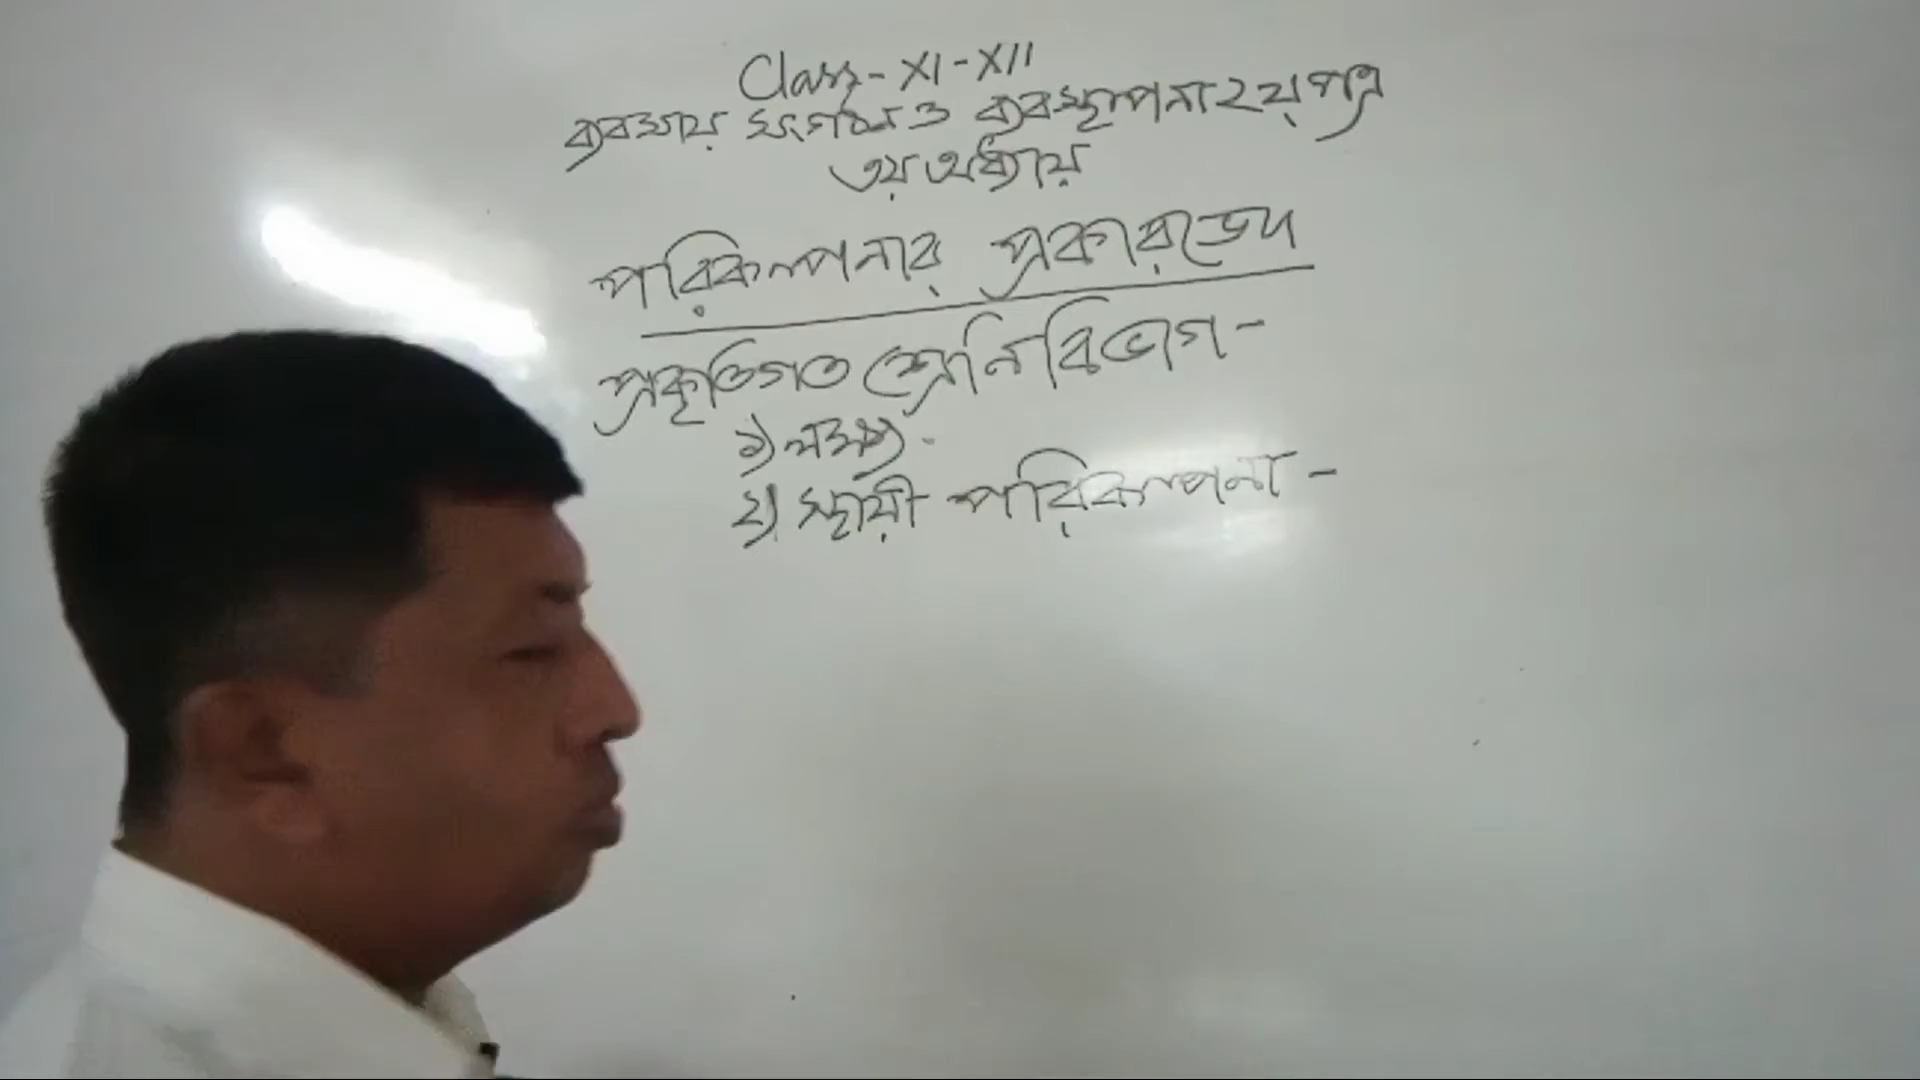 Class - XI - XII
ব্যবসায় সংগঠন ও ব্যবস্থাপনা ২য় পত্র
৩য় অধ্যায়
পরিকল্পনার প্রকারভেদ
প্রকৃতিগত শ্রেনিবিভাগ -
১) লক্ষ্য -
২) স্থায়ী পরিকল্পনা -